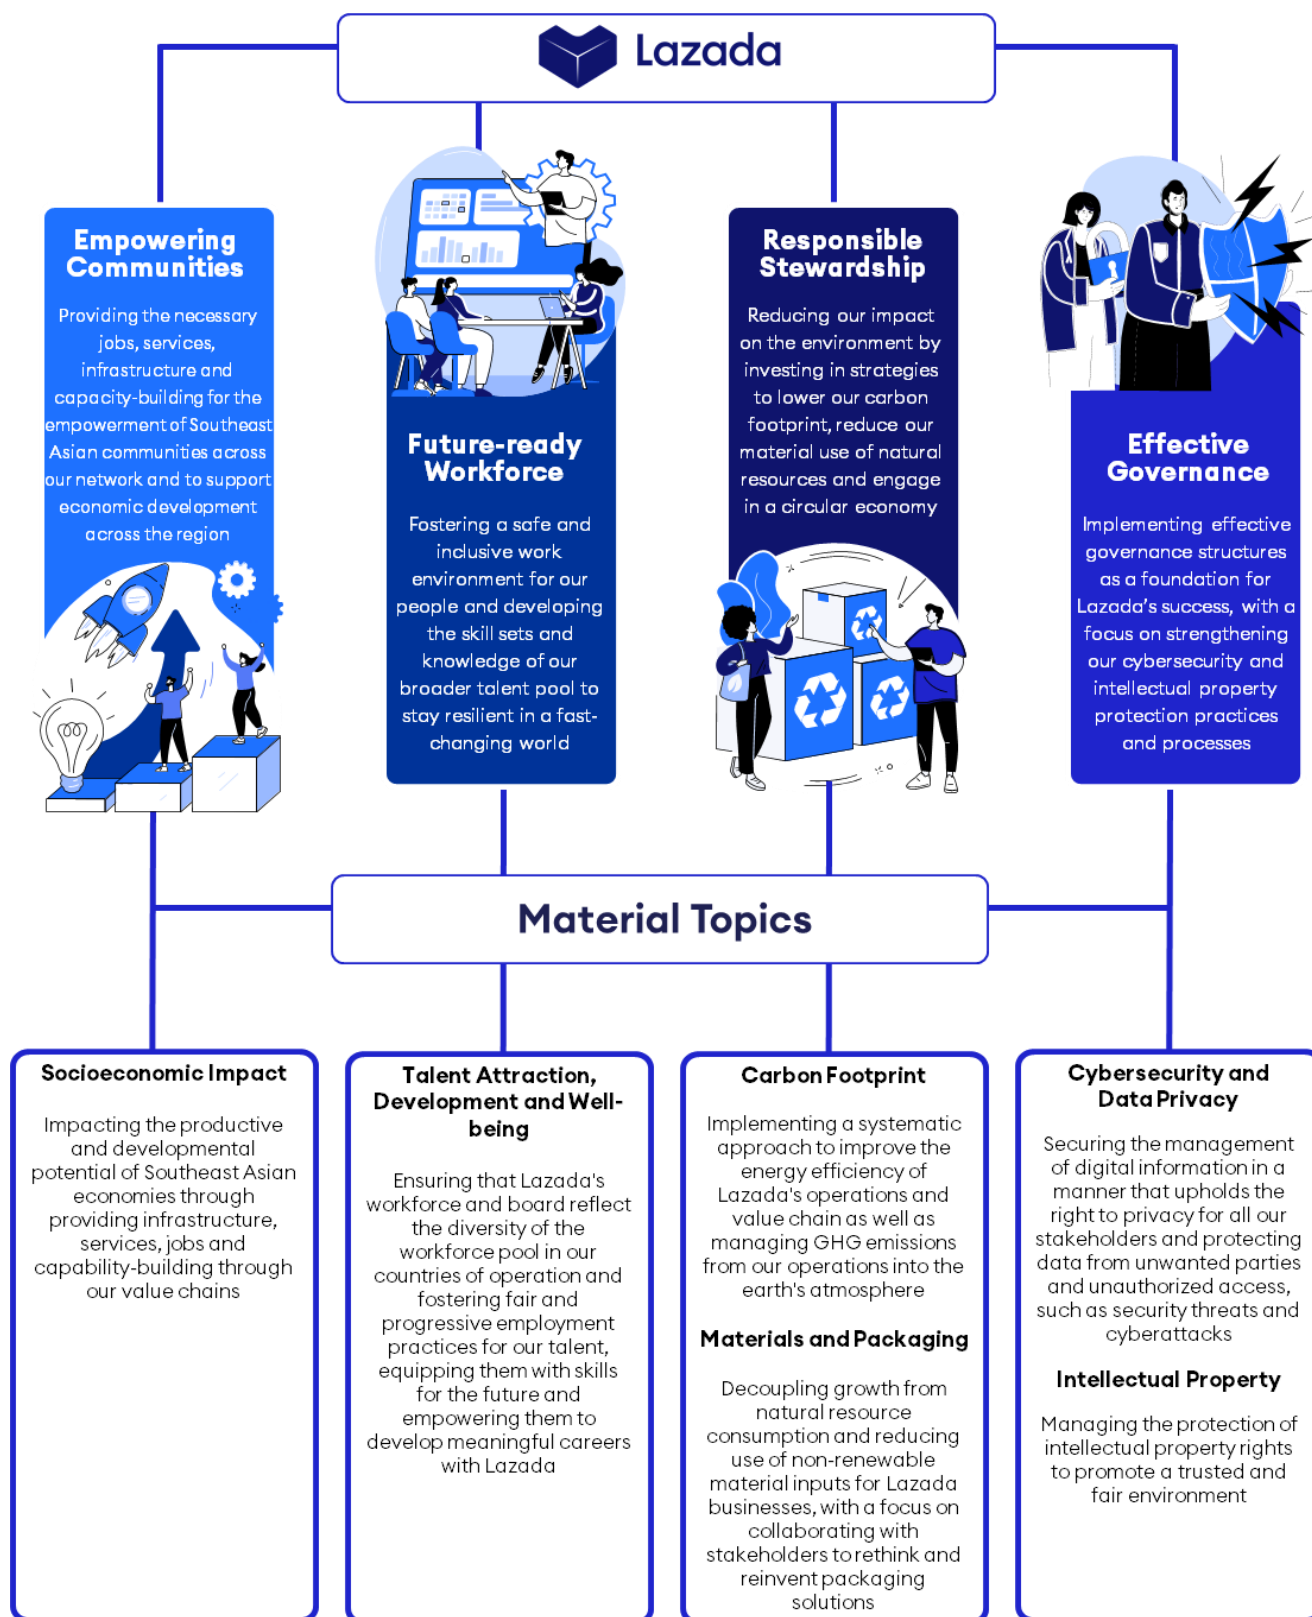 Lazada
Empowering
Communities
Providing the necessary
jobs, services,
infrastructure and
capacity-building for the
empowerment of Southeast
Asian communities across
our network and to support
economic development
across the region
Future-ready
Workforce
Fostering a safe and
inclusive work
environment for our
people and developing
the skill sets and
knowledge of our
broader talent pool to
stay resilient in a fast-
changing world
Responsible
Stewardship
Reducing our impact
on the environment by
investing in strategies
to lower our carbon
footprint, reduce our
material use of natural
resources and engage
in a circular economy
Effective
Governance
Implementing effective
governance structures
as a foundation for
Lazada’s success, with a
focus on strengthening
our cybersecurity and
intellectual property
protection practices
and processes
Material Topics
Socioeconomic Impact
Impacting the productive
and developmental
potential of Southeast Asian
economies through
providing infrastructure,
services, jobs and
capability-building through
our value chains
Talent Attraction,
Development and Well-
being
Ensuring that Lazada's
workforce and board reflect
the diversity of the
workforce pool in our
countries of operation and
fostering fair and
progressive employment
practices for our talent,
equipping them with skills
for the future and
empowering them to
develop meaningful careers
with Lazada
Carbon Footprint
Implementing a systematic
approach to improve the
energy efficiency of
Lazada's operations and
value chain as well as
managing GHG emissions
from our operations into the
earth's atmosphere
Materials and Packaging
Decoupling growth from
natural resource
consumption and reducing
use of non-renewable
material inputs for Lazada
businesses, with a focus on
collaborating with
stakeholders to rethink and
reinvent packaging
solutions
Cybersecurity and
Data Privacy
Securing the management
of digital information in a
manner that upholds the
right to privacy for all our
stakeholders and protecting
data from unwanted parties
and unauthorized access,
such as security threats and
cyberattacks
Intellectual Property
Managing the protection of
intellectual property rights
to promote a trusted and
fair environment